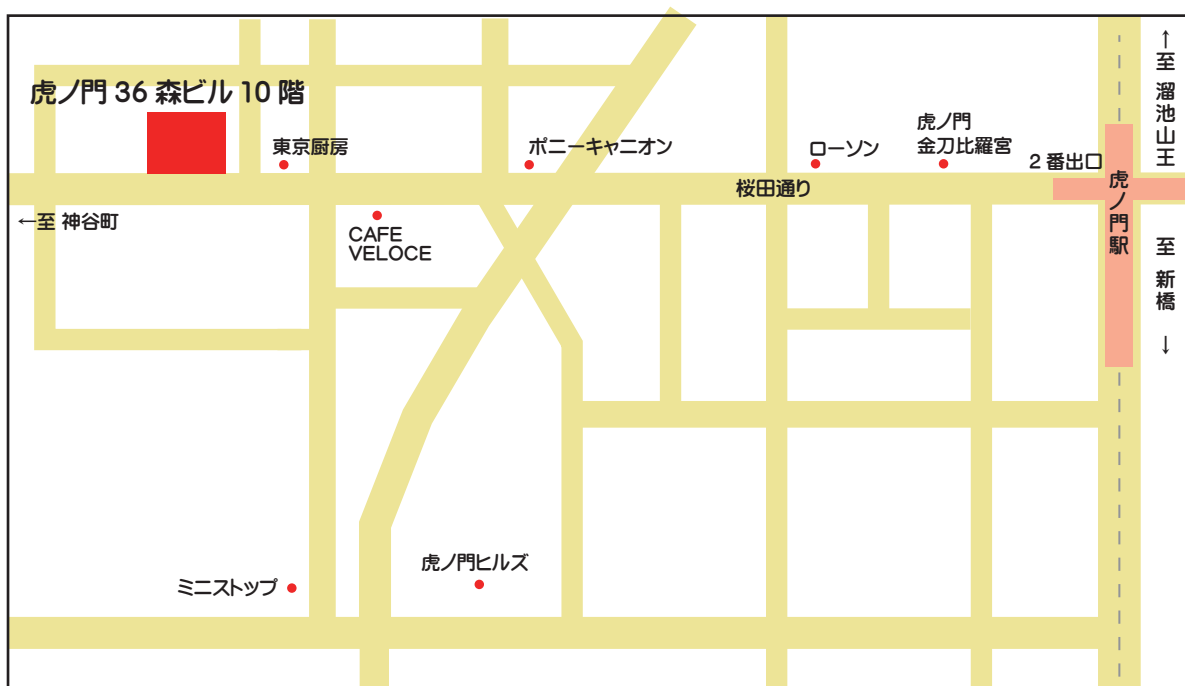 虎ノ門 36 森ビル 10 階
東京厨房
ポニーキャニオン
ローソン
虎ノ門
金刀比羅宮
2 番出口
↑至 溜池山王
桜田通り
虎ノ門駅
←至 神谷町
CAFE
VELOCE
至 新橋 ↓
虎ノ門ヒルズ
ミニストップ